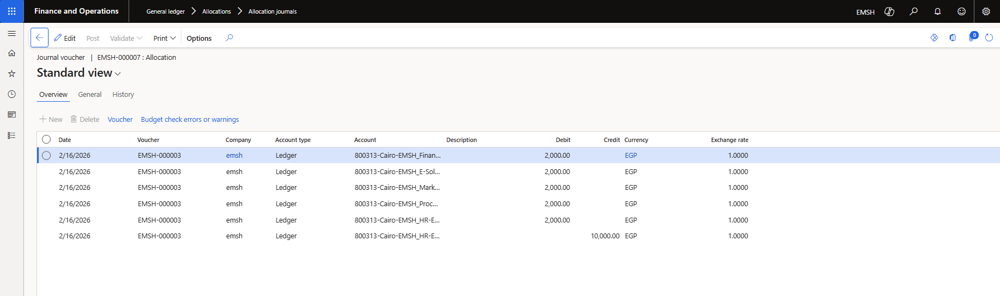 Finance and Operations General ledger Allocations Allocation journals EMSH
Edit Post Validate Print Options 0
Journal voucher | EMSH-000007 : Allocation
Standard view
Overview General History
New Delete Voucher Budget check errors or warnings
Date Voucher Company Account type Account Description Debit Credit Currency Exchange rate
2/16/2026 EMSH-000003 emsh Ledger 800313-Cairo-EMSH_Finan... 2,000.00 EGP 1.0000
2/16/2026 EMSH-000003 emsh Ledger 800313-Cairo-EMSH_E-Sol... 2,000.00 EGP 1.0000
2/16/2026 EMSH-000003 emsh Ledger 800313-Cairo-EMSH_Mark... 2,000.00 EGP 1.0000
2/16/2026 EMSH-000003 emsh Ledger 800313-Cairo-EMSH_Proc... 2,000.00 EGP 1.0000
2/16/2026 EMSH-000003 emsh Ledger 800313-Cairo-EMSH_HR-E... 2,000.00 EGP 1.0000
2/16/2026 EMSH-000003 emsh Ledger 800313-Cairo-EMSH_HR-E... 10,000.00 EGP 1.0000